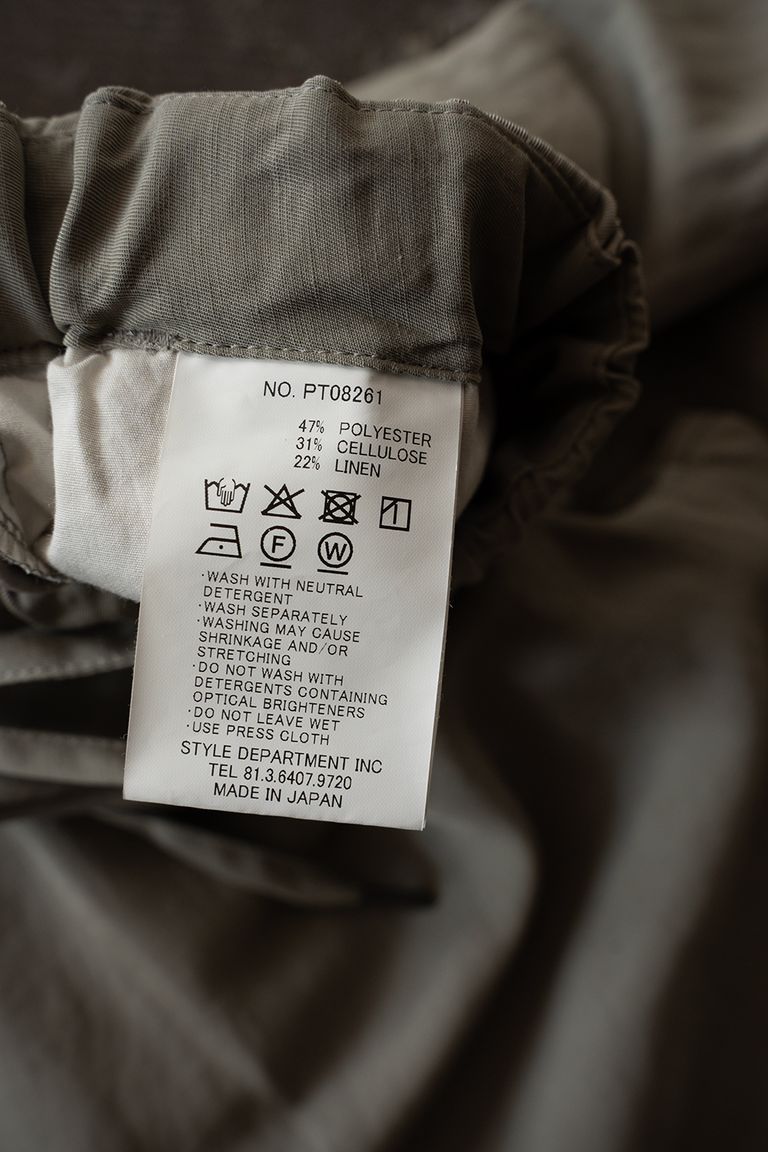 NO. PT08261
47% POLYESTER
31% CELLULOSE
22% LINEN
F W
·WASH WITH NEUTRAL
DETERGENT
·WASH SEPARATELY
·WASHING MAY CAUSE
SHRINKAGE AND/OR
STRETCHING
·DO NOT WASH WITH
DETERGENTS CONTAINING
OPTICAL BRIGHTENERS
·DO NOT LEAVE WET
·USE PRESS CLOTH
STYLE DEPARTMENT INC
TEL 81.3.6407.9720
MADE IN JAPAN